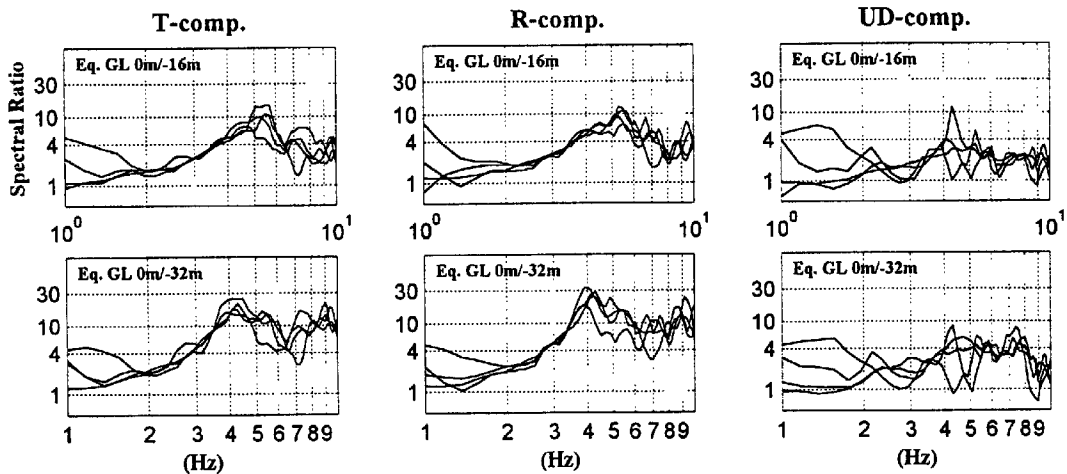 T-comp. R-comp. UD-comp.
Spectral Ratio
Eq. GL 0m/-16m Eq. GL 0m/-16m Eq. GL 0m/-16m
30 30 30
10 10 10
4 4 4
1 1 1
10^0 10^1 10^0 10^1 10^0 10^1
Eq. GL 0m/-32m Eq. GL 0m/-32m Eq. GL 0m/-32m
30 30 30
10 10 10
4 4 4
1 1 1
1 2 3 4 5 6 7 8 9 1 2 3 4 5 6 7 8 9 1 2 3 4 5 6 7 8 9
(Hz) (Hz) (Hz)